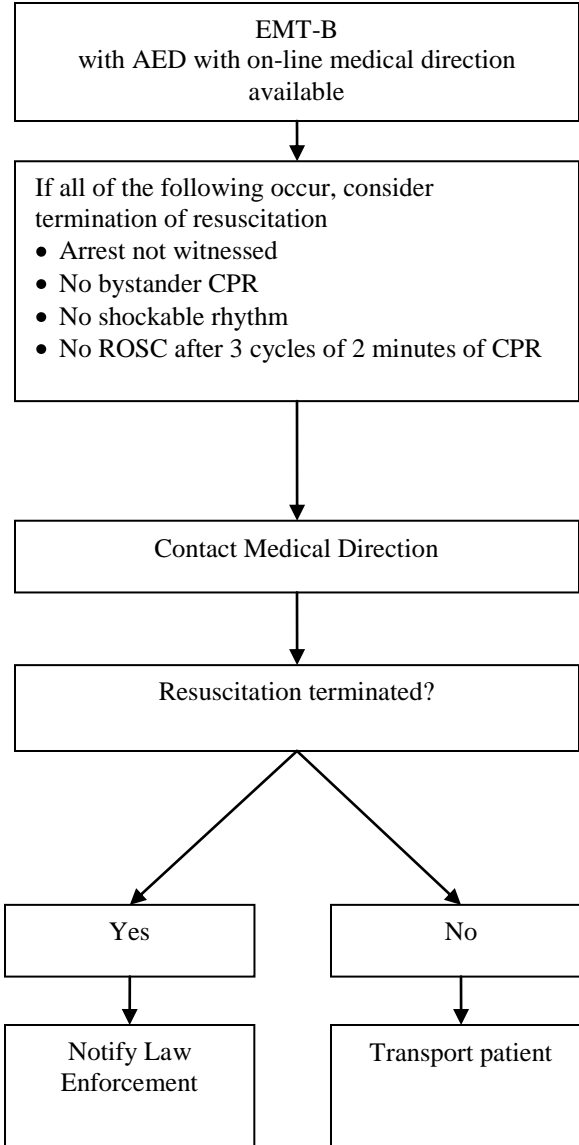 EMT-B
with AED with on-line medical direction
available
If all of the following occur, consider
termination of resuscitation
• Arrest not witnessed
• No bystander CPR
• No shockable rhythm
• No ROSC after 3 cycles of 2 minutes of CPR
Contact Medical Direction
Resuscitation terminated?
Yes
No
Notify Law
Enforcement
Transport patient